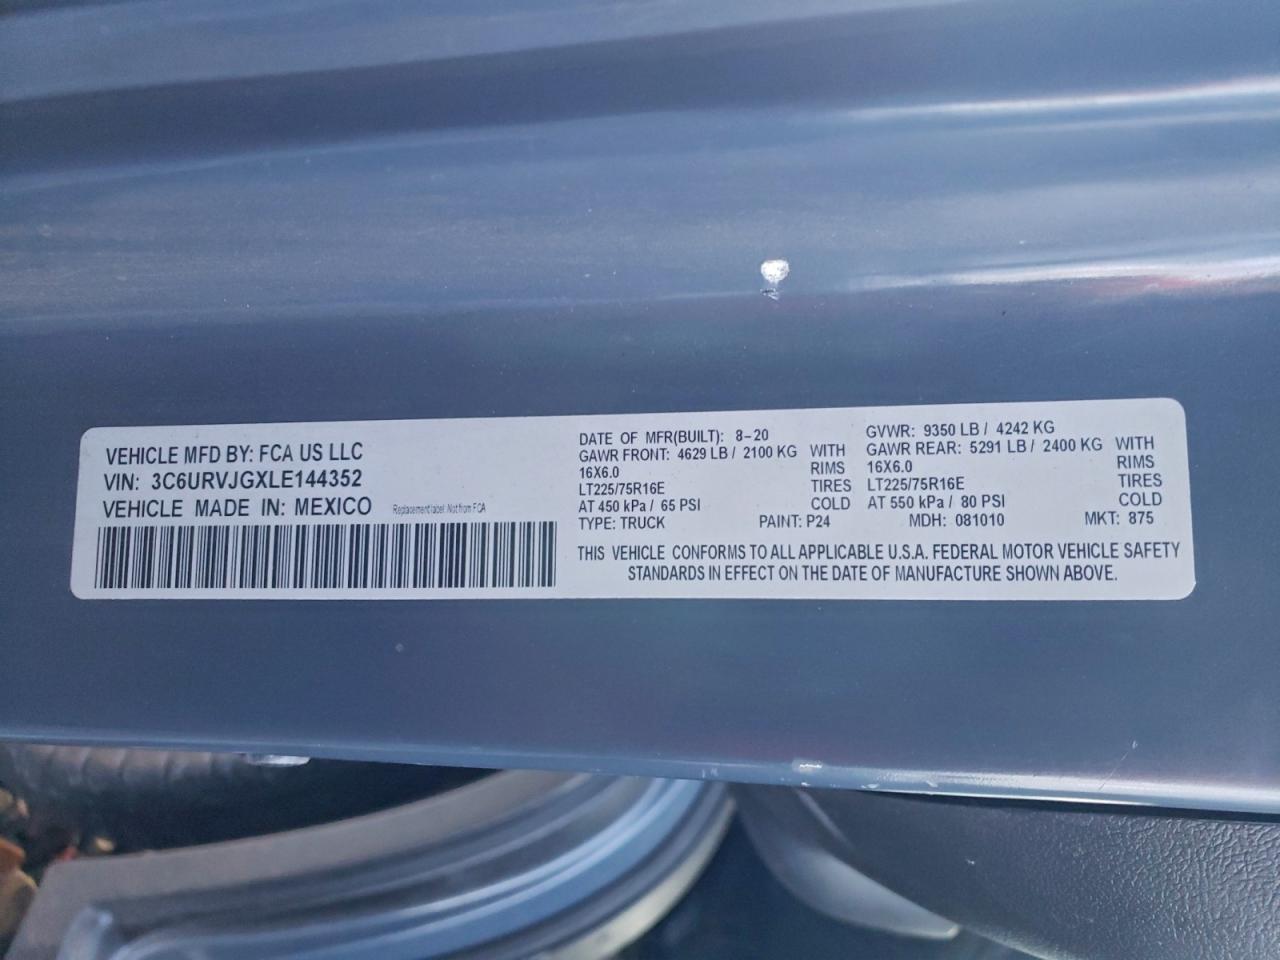 VEHICLE MFD BY: FCA US LLC
VIN: 3C6URVJGXLE144352
VEHICLE MADE IN: MEXICO
Replacement label. Not from FCA
DATE OF MFR(BUILT): 8-20
GAWR FRONT: 4629 LB / 2100 KG WITH
16X6.0 RIMS
LT225/75R16E TIRES
AT 450 kPa / 65 PSI COLD
TYPE: TRUCK PAINT: P24
GVWR: 9350 LB / 4242 KG
GAWR REAR: 5291 LB / 2400 KG WITH
16X6.0 RIMS
LT225/75R16E TIRES
AT 550 kPa / 80 PSI COLD
MDH: 081010 MKT: 875
THIS VEHICLE CONFORMS TO ALL APPLICABLE U.S.A. FEDERAL MOTOR VEHICLE SAFETY
STANDARDS IN EFFECT ON THE DATE OF MANUFACTURE SHOWN ABOVE.